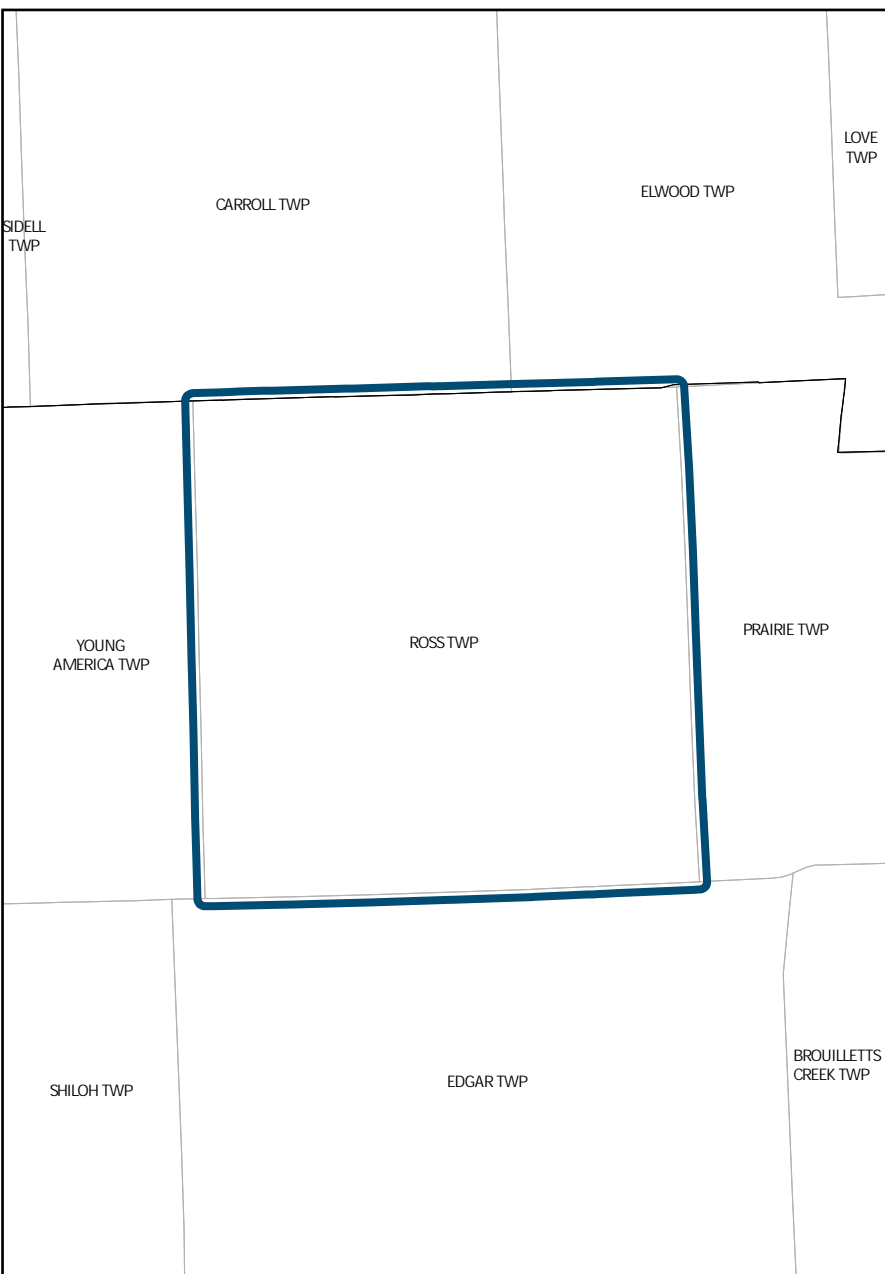 LOVE
TWP
ELWOOD TWP
CARROLL TWP
SIDELL
TWP
PRAIRIE TWP
ROSS TWP
YOUNG
AMERICA TWP
BROUILLETTS
CREEK TWP
EDGAR TWP
SHILOH TWP